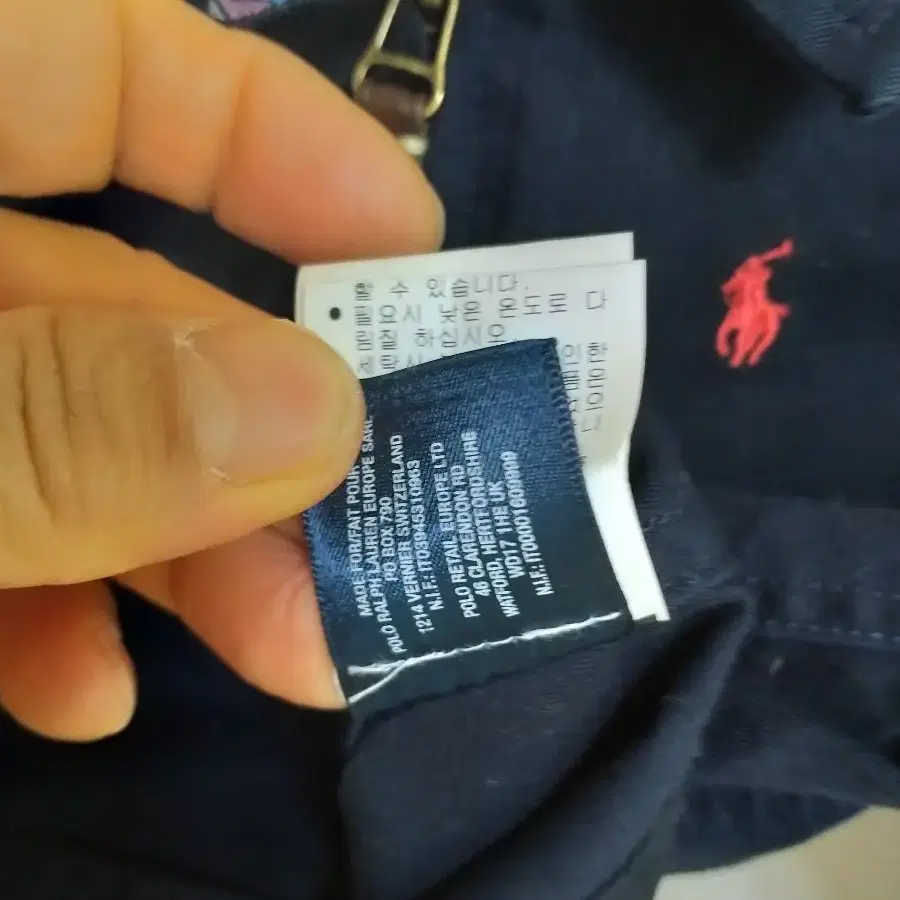 할 수 있습니다.
• 필요시 낮은 온도로 다
림질 하십시오.
세탁시
인한
MADE FOR/FAIT POUR
POLO RALPH LAUREN EUROPE SARL
PO BOX 790
1214 VERNIER SWITZERLAND
N.I.F.: IT03945310963
POLO RETAIL EUROPE LTD
46 CLARENDON RD
WATFORD, HERTFORDSHIRE
WD17 1HE UK
N.I.F.: IT00001609999